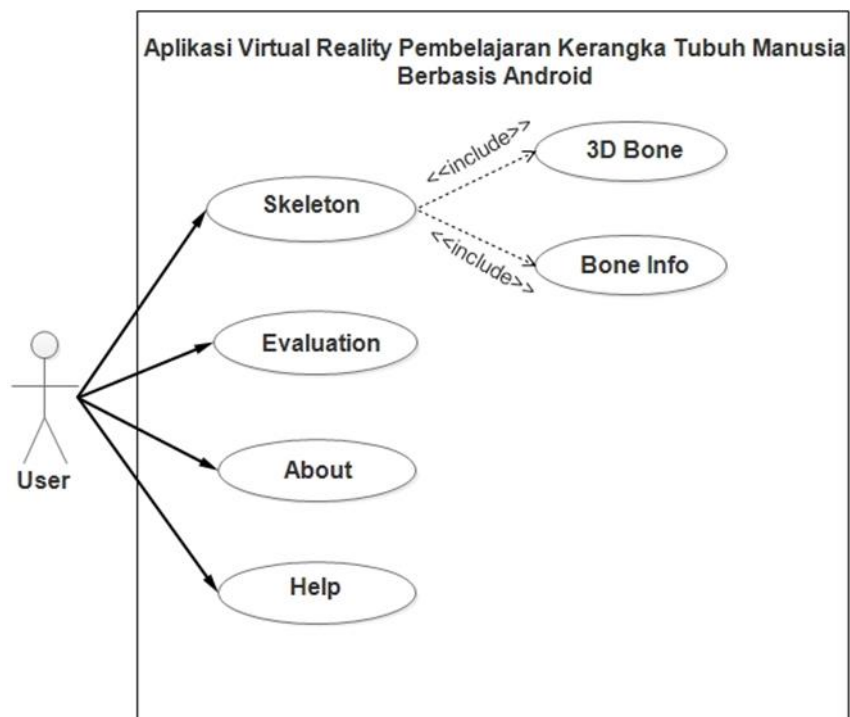 Aplikasi Virtual Reality Pembelajaran Kerangka Tubuh Manusia
Berbasis Android
<<include>>
3D Bone
Skeleton
<<include>>
Bone Info
Evaluation
User
About
Help